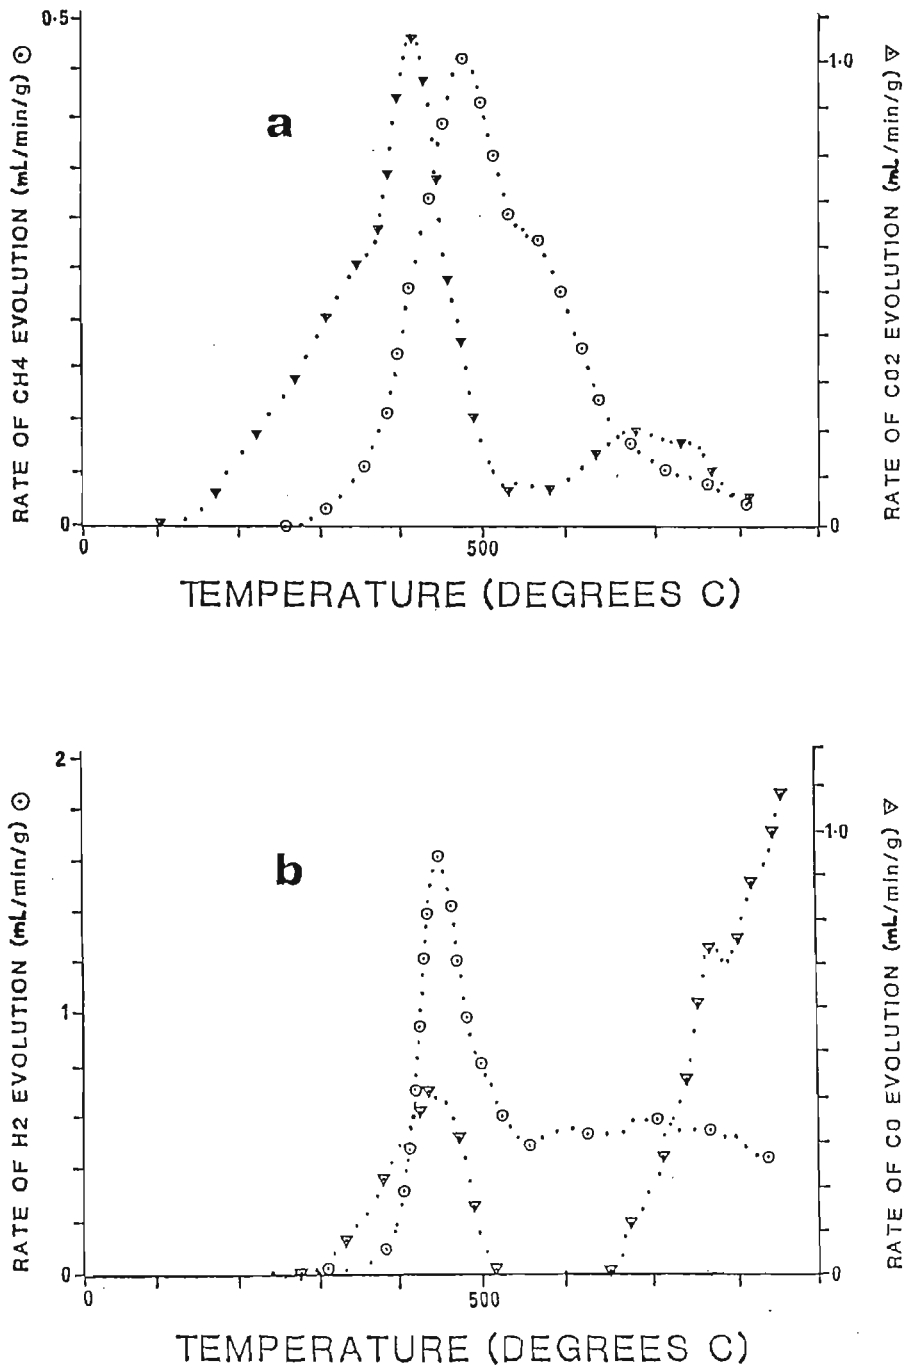 0.5
1.0
a
RATE OF CH4 EVOLUTION (mL/min/g)
RATE OF CO2 EVOLUTION (mL/min/g)
0
0
0
500
TEMPERATURE (DEGREES C)
2
1.0
b
RATE OF H2 EVOLUTION (mL/min/g)
RATE OF CO EVOLUTION (mL/min/g)
1
0
0
0
500
TEMPERATURE (DEGREES C)